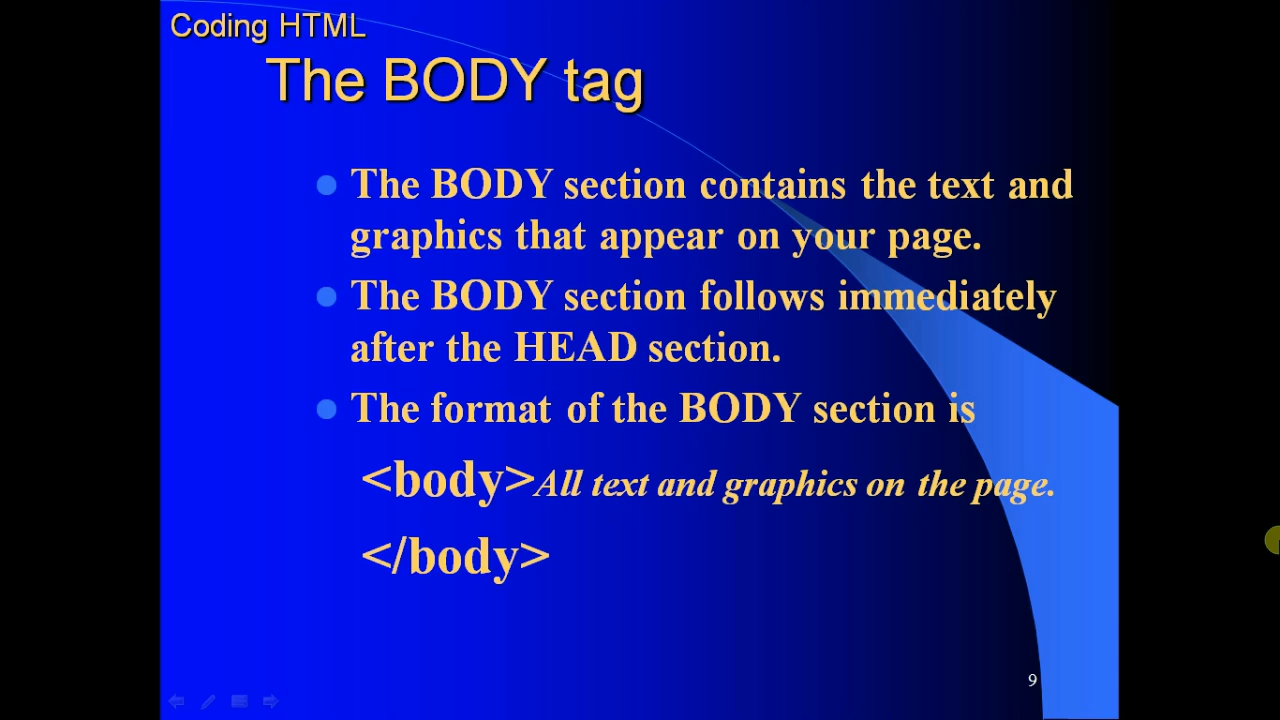 Coding HTML
The BODY tag
The BODY section contains the text and
graphics that appear on your page.
The BODY section follows immediately
after the HEAD section.
The format of the BODY section is
<body>All text and graphics on the page.
</body>
9